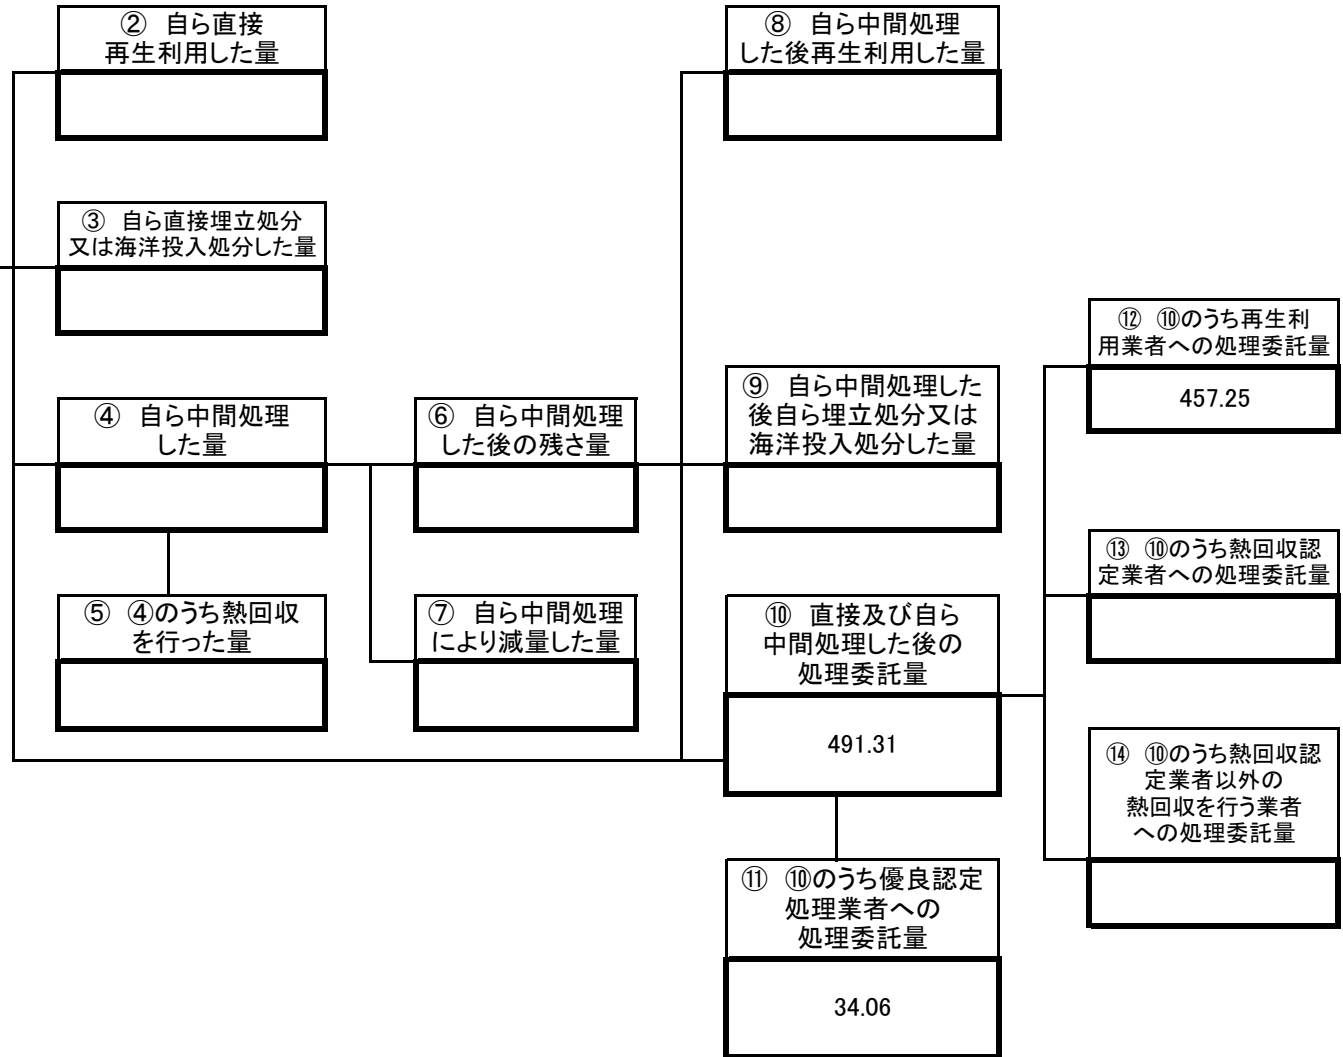 ② 自ら直接
再生利用した量
⑧ 自ら中間処理
した後再生利用した量
③ 自ら直接埋立処分
又は海洋投入処分した量
④ 自ら中間処理
した量
⑥ 自ら中間処理
した後の残さ量
⑨ 自ら中間処理した
後自ら埋立処分又は
海洋投入処分した量
⑫ ⑩のうち再生利
用業者への処理委託量
457.25
⑤ ④のうち熱回収
を行った量
⑦ 自ら中間処理
により減量した量
⑩ 直接及び自ら
中間処理した後の
処理委託量
491.31
⑬ ⑩のうち熱回収認
定業者への処理委託量
⑭ ⑩のうち熱回収認
定業者以外の
熱回収を行う業者
への処理委託量
⑪ ⑩のうち優良認定
処理業者への
処理委託量
34.06